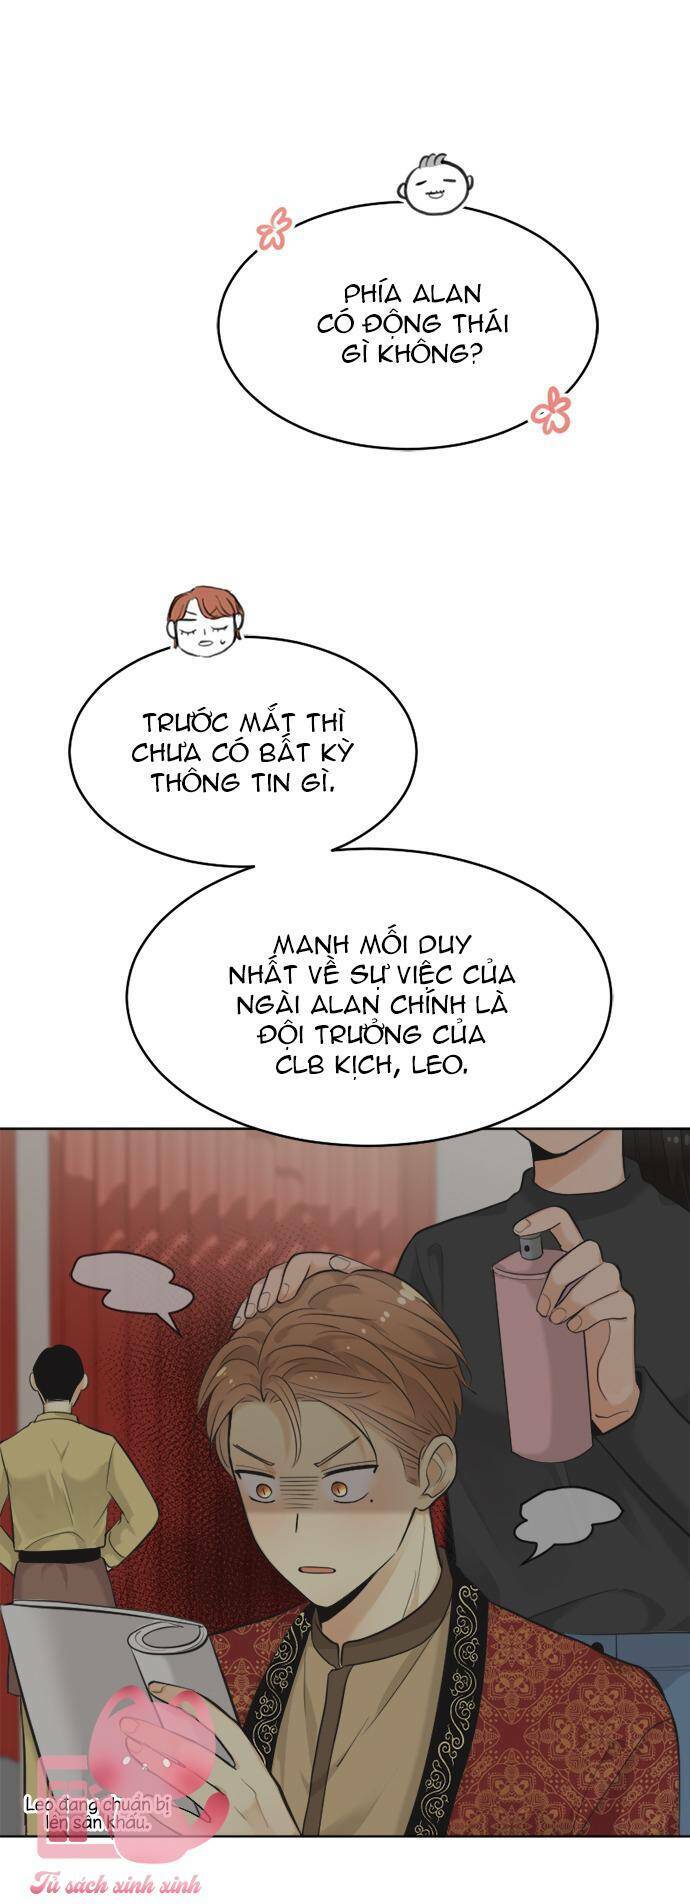 PHÍA ALAN
CÓ ĐỘNG THÁI
GÌ KHÔNG?
TRƯỚC MẮT THÌ
CHƯA CÓ BẤT KỲ
THÔNG TIN GÌ.
MANH MỐI DUY
NHẤT VỀ SỰ VIỆC CỦA
NGÀI ALAN CHÍNH LÀ
ĐỘI TRƯỞNG CỦA
CLB KỊCH, LEO.
Leo đang chuẩn bị
lên sân khấu.
Tủ sách xinh xinh